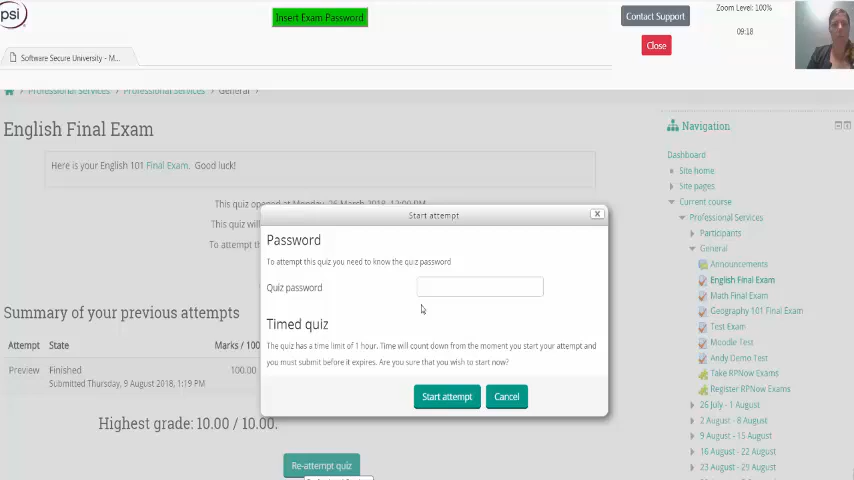 psi
Insert Exam Password
Contact Support
Zoom Level: 100%
Close
09:18
Software Secure University - M...
Professional Services
Professional Services
General
English Final Exam
Navigation
Here is your English 101 Final Exam. Good luck!
Dashboard
Site home
Site pages
Current course
Professional Services
Participants
General
Announcements
English Final Exam
Math Final Exam
Geography 101 Final Exam
Test Exam
Moodle Test
Andy Demo Test
Take RPNow Exams
Register RPNow Exams
26 July - 1 August
2 August - 8 August
9 August - 15 August
16 August - 22 August
23 August - 29 August
This quiz opened at Monday, 26 March 2018, 12:00 PM
This quiz will
To attempt th
Start attempt
X
Password
To attempt this quiz you need to know the quiz password
Quiz password
Timed quiz
The quiz has a time limit of 1 hour. Time will count down from the moment you start your attempt and
you must submit before it expires. Are you sure that you wish to start now?
Start attempt
Cancel
Summary of your previous attempts
Attempt State Marks / 100
Preview Finished 100.00
Submitted Thursday, 9 August 2018, 1:19 PM
Highest grade: 10.00 / 10.00.
Re-attempt quiz